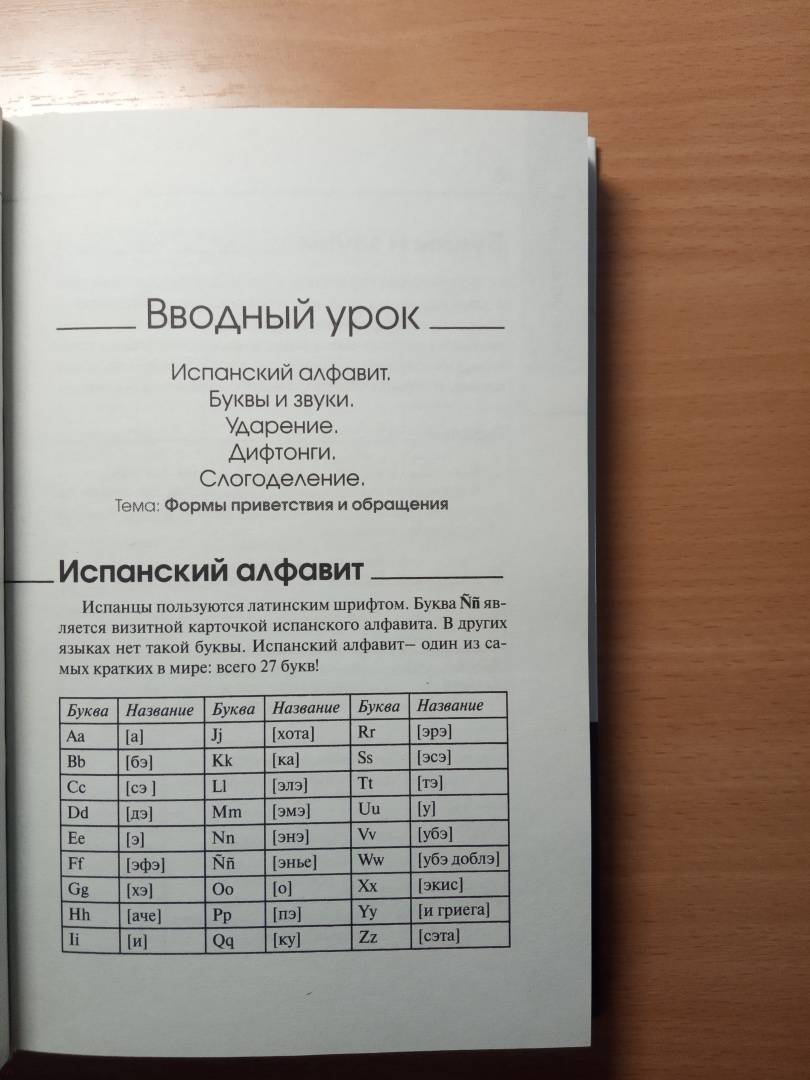 Вводный урок
Испанский алфавит.
Буквы и звуки.
Ударение.
Дифтонги.
Слогоделение.
Тема: Формы приветствия и обращения
Испанский алфавит
Испанцы пользуются латинским шрифтом. Буква Ññ яв-
ляется визитной карточкой испанского алфавита. В других
языках нет такой буквы. Испанский алфавит– один из са-
мых кратких в мире: всего 27 букв!
Буква Название Буква Название Буква Название
Aa [а] Jj [хота] Rr [эрэ]
Bb [бэ] Kk [ка] Ss [эсэ]
Cc [сэ ] Ll [элэ] Tt [тэ]
Dd [дэ] Mm [эмэ] Uu [у]
Ee [э] Nn [энэ] Vv [убэ]
Ff [эфэ] Ññ [энье] Ww [убэ доблэ]
Gg [хэ] Oo [о] Xx [экис]
Hh [аче] Pp [пэ] Yy [и григега]
Ii [и] Qq [ку] Zz [сэта]